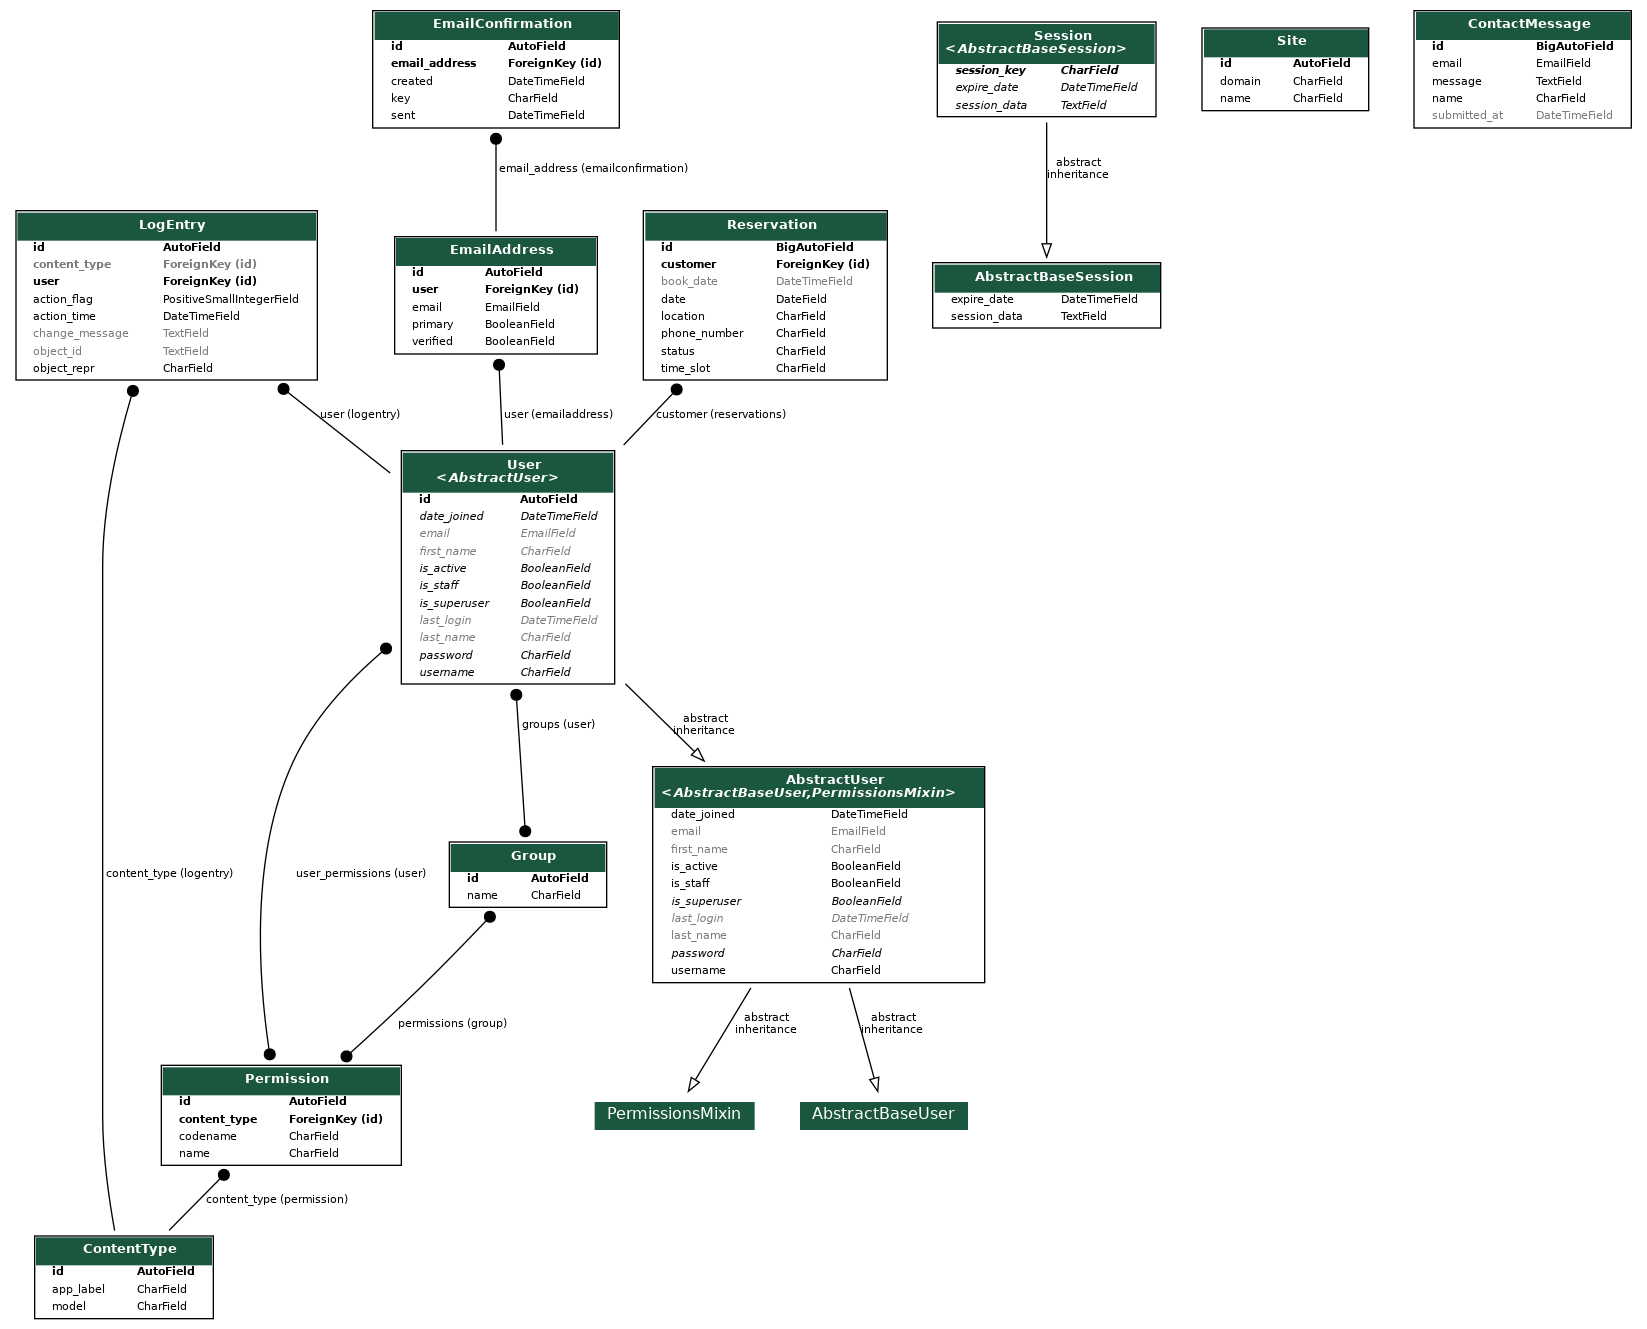 EmailConfirmation
id AutoField
email_address ForeignKey (id)
created DateTimeField
key CharField
sent DateTimeField
email_address (emailconfirmation)
Session
<AbstractBaseSession>
session_key CharField
expire_date DateTimeField
session_data TextField
abstract
inheritance
Site
id AutoField
domain CharField
name CharField
ContactMessage
id BigAutoField
email EmailField
message TextField
name CharField
submitted_at DateTimeField
LogEntry
id AutoField
content_type ForeignKey (id)
user ForeignKey (id)
action_flag PositiveSmallIntegerField
action_time DateTimeField
change_message TextField
object_id TextField
object_repr CharField
EmailAddress
id AutoField
user ForeignKey (id)
email EmailField
primary BooleanField
verified BooleanField
Reservation
id BigAutoField
customer ForeignKey (id)
book_date DateTimeField
date DateField
location CharField
phone_number CharField
status CharField
time_slot CharField
AbstractBaseSession
expire_date DateTimeField
session_data TextField
user (logentry)
user (emailaddress)
customer (reservations)
User
<AbstractUser>
id AutoField
date_joined DateTimeField
email EmailField
first_name CharField
is_active BooleanField
is_staff BooleanField
is_superuser BooleanField
last_login DateTimeField
last_name CharField
password CharField
username CharField
groups (user)
abstract
inheritance
AbstractUser
<AbstractBaseUser,PermissionsMixin>
date_joined DateTimeField
email EmailField
first_name CharField
is_active BooleanField
is_staff BooleanField
is_superuser BooleanField
last_login DateTimeField
last_name CharField
password CharField
username CharField
Group
id AutoField
name CharField
content_type (logentry)
user_permissions (user)
permissions (group)
abstract
inheritance
abstract
inheritance
Permission
id AutoField
content_type ForeignKey (id)
codename CharField
name CharField
PermissionsMixin
AbstractBaseUser
content_type (permission)
ContentType
id AutoField
app_label CharField
model CharField